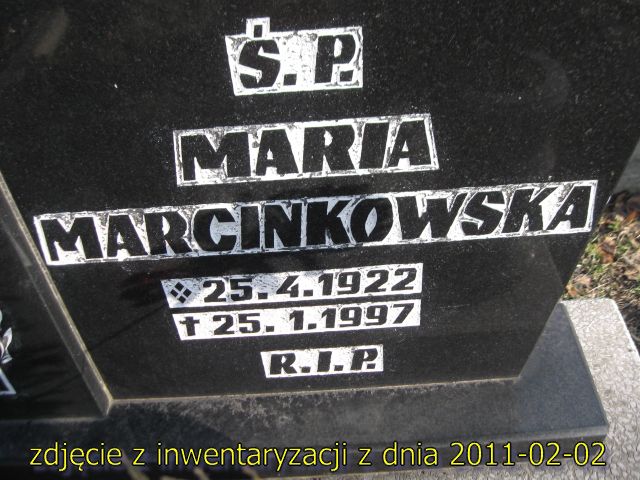 Ś.P.
MARIA
MARCINKOWSKA
❖ 25.4.1922
† 25.1.1997
R.I.P.
zdjęcie z inwentaryzacji z dnia 2011-02-02